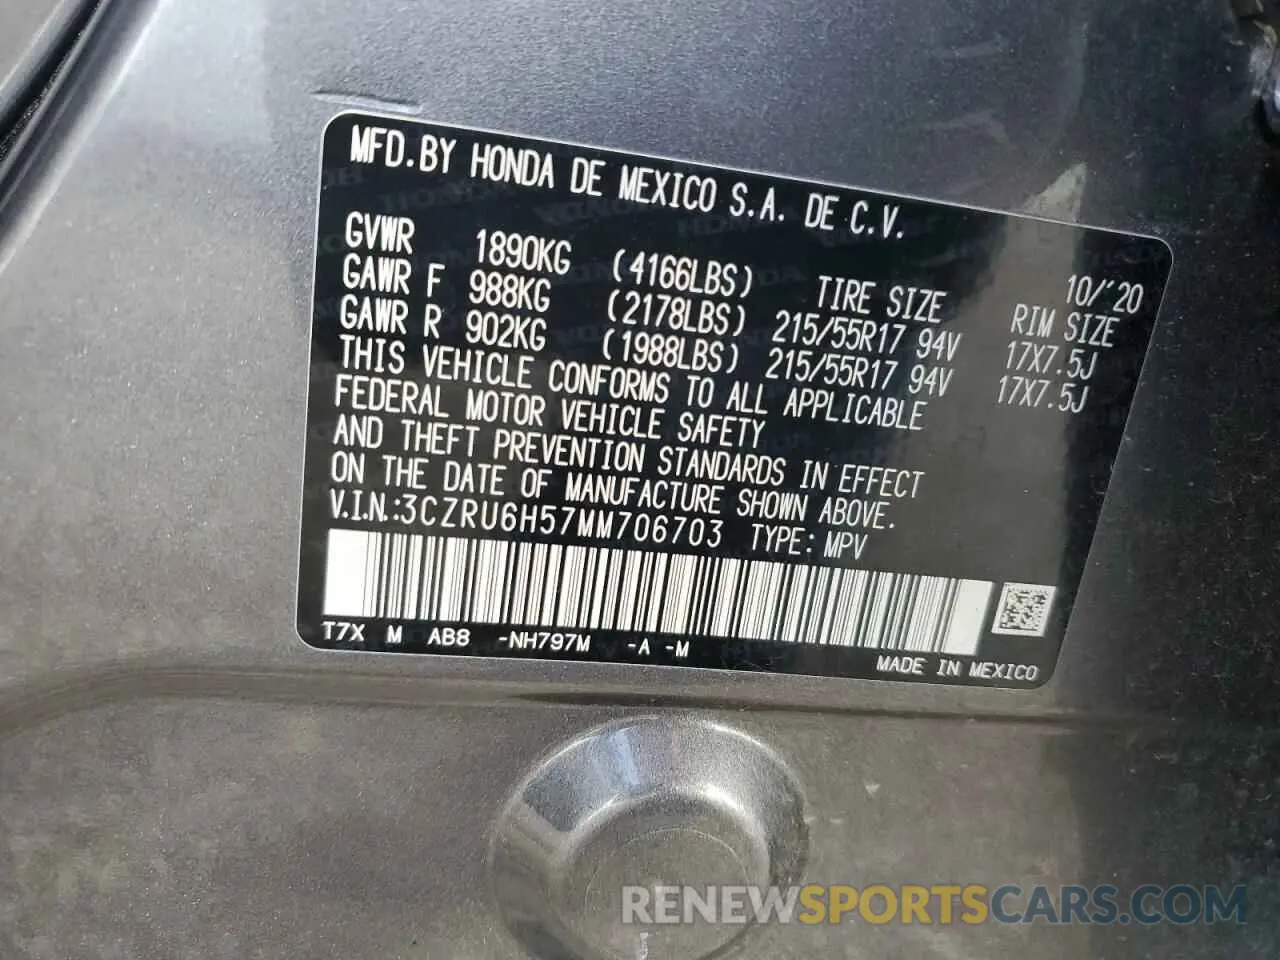 MFD.BY HONDA DE MEXICO S.A. DE C.V.
10/'20
GVWR 1890KG (4166LBS) TIRE SIZE RIM SIZE
GAWR F 988KG (2178LBS) 215/55R17 94V 17X7.5J
GAWR R 902KG (1988LBS) 215/55R17 94V 17X7.5J
THIS VEHICLE CONFORMS TO ALL APPLICABLE
FEDERAL MOTOR VEHICLE SAFETY
AND THEFT PREVENTION STANDARDS IN EFFECT
ON THE DATE OF MANUFACTURE SHOWN ABOVE.
V.I.N.:3CZRU6H57MM706703 TYPE: MPV
T7X M AB8 -NH797M -A -M
MADE IN MEXICO
RENEWSPORTSCARS.COM